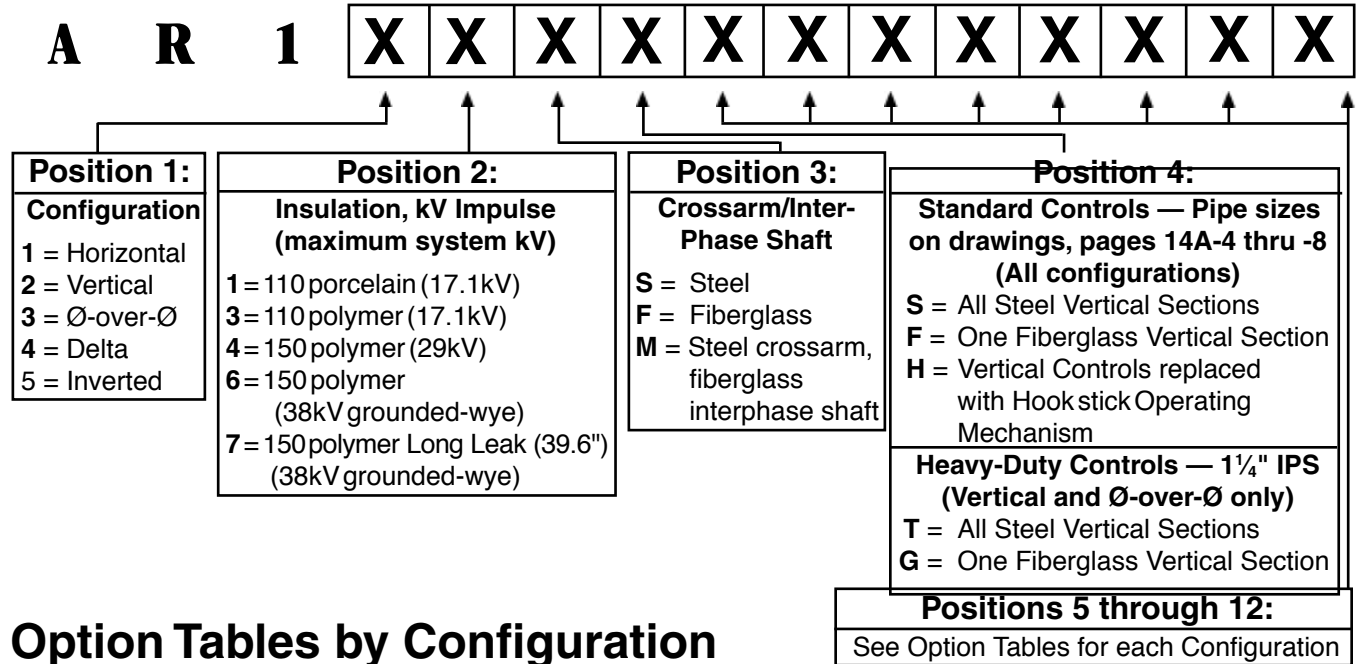 A R 1 X X X X X X X X X X X X
Position 1:
Configuration
1 = Horizontal
2 = Vertical
3 = Ø-over-Ø
4 = Delta
5 = Inverted
Position 2:
Insulation, kV Impulse
(maximum system kV)
1 = 110 porcelain (17.1kV)
3 = 110 polymer (17.1kV)
4 = 150 polymer (29kV)
6 = 150 polymer
(38kV grounded-wye)
7 = 150 polymer Long Leak (39.6")
(38kV grounded-wye)
Position 3:
Crossarm/Inter-
Phase Shaft
S = Steel
F = Fiberglass
M = Steel crossarm,
fiberglass
interphase shaft
Position 4:
Standard Controls — Pipe sizes
on drawings, pages 14A-4 thru -8
(All configurations)
S = All Steel Vertical Sections
F = One Fiberglass Vertical Section
H = Vertical Controls replaced
with Hook stick Operating
Mechanism
Heavy-Duty Controls — 1¼" IPS
(Vertical and Ø-over-Ø only)
T = All Steel Vertical Sections
G = One Fiberglass Vertical Section
Positions 5 through 12:
See Option Tables for each Configuration
Option Tables by Configuration